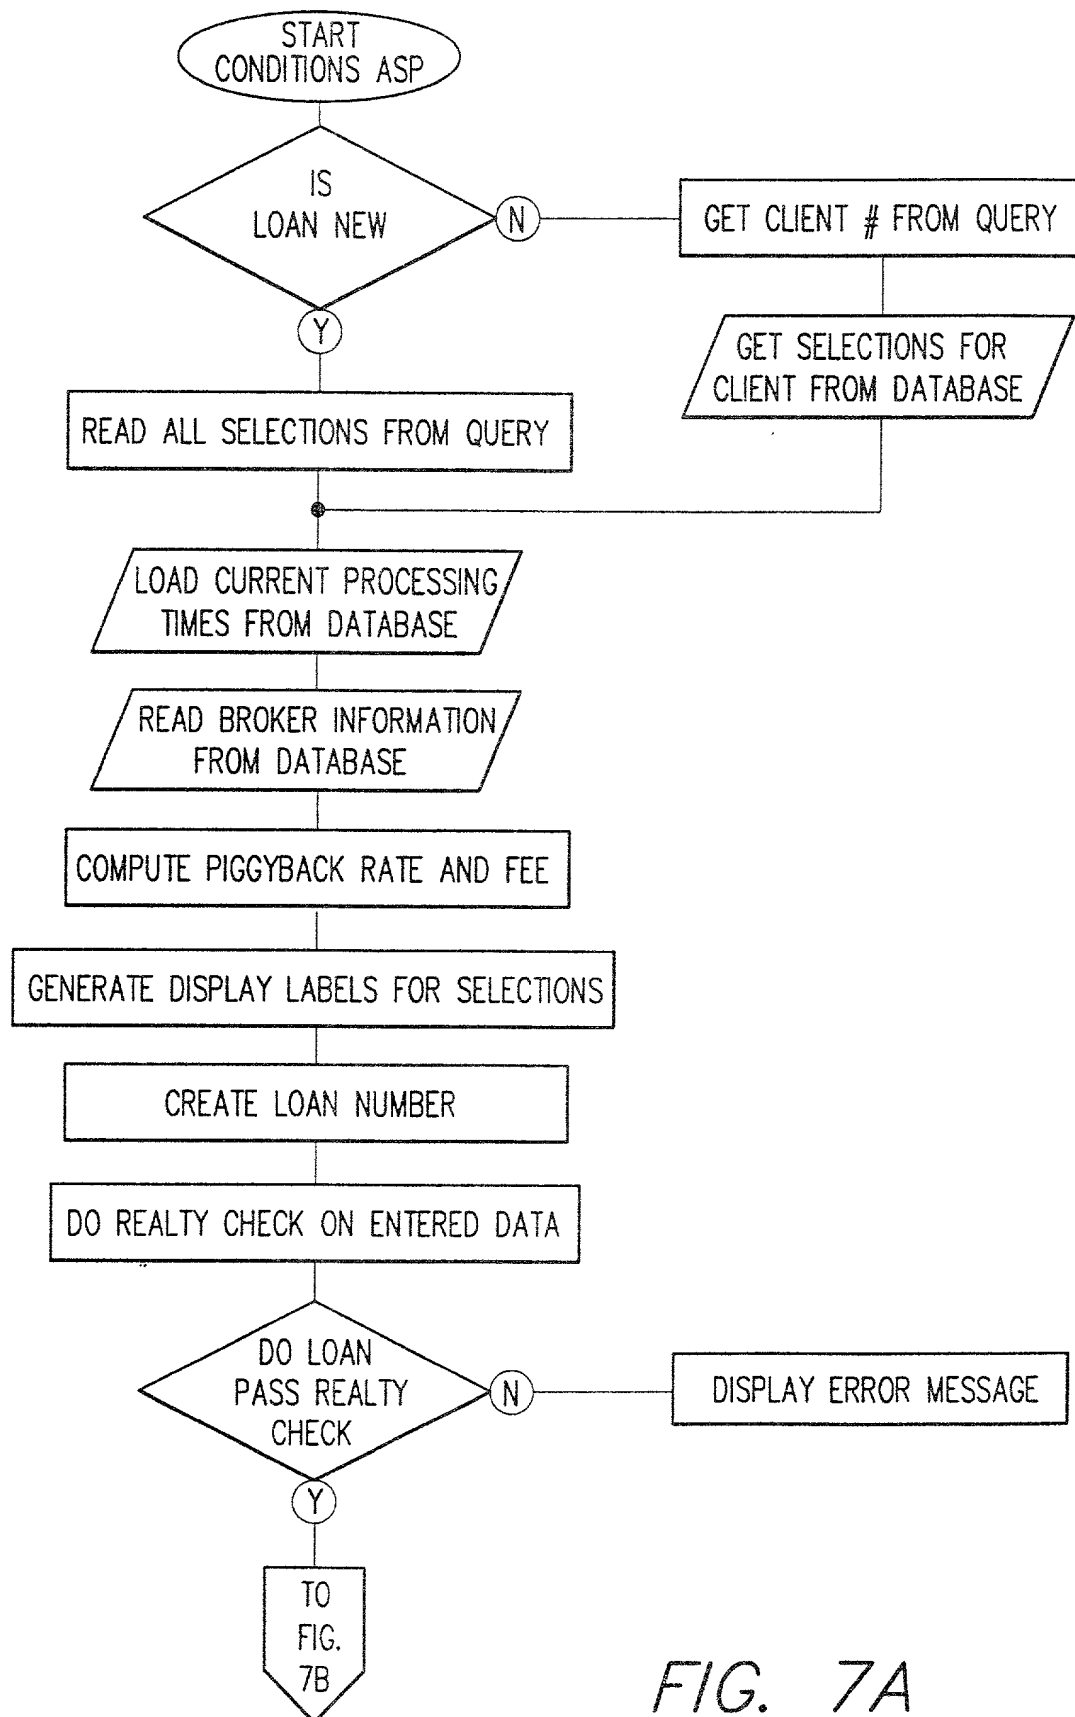 START
CONDITIONS ASP
IS
LOAN NEW
N
GET CLIENT # FROM QUERY
GET SELECTIONS FOR
CLIENT FROM DATABASE
Y
READ ALL SELECTIONS FROM QUERY
LOAD CURRENT PROCESSING
TIMES FROM DATABASE
READ BROKER INFORMATION
FROM DATABASE
COMPUTE PIGGYBACK RATE AND FEE
GENERATE DISPLAY LABELS FOR SELECTIONS
CREATE LOAN NUMBER
DO REALTY CHECK ON ENTERED DATA
DO LOAN
PASS REALTY
CHECK
N
DISPLAY ERROR MESSAGE
Y
TO
FIG.
7B
FIG. 7A